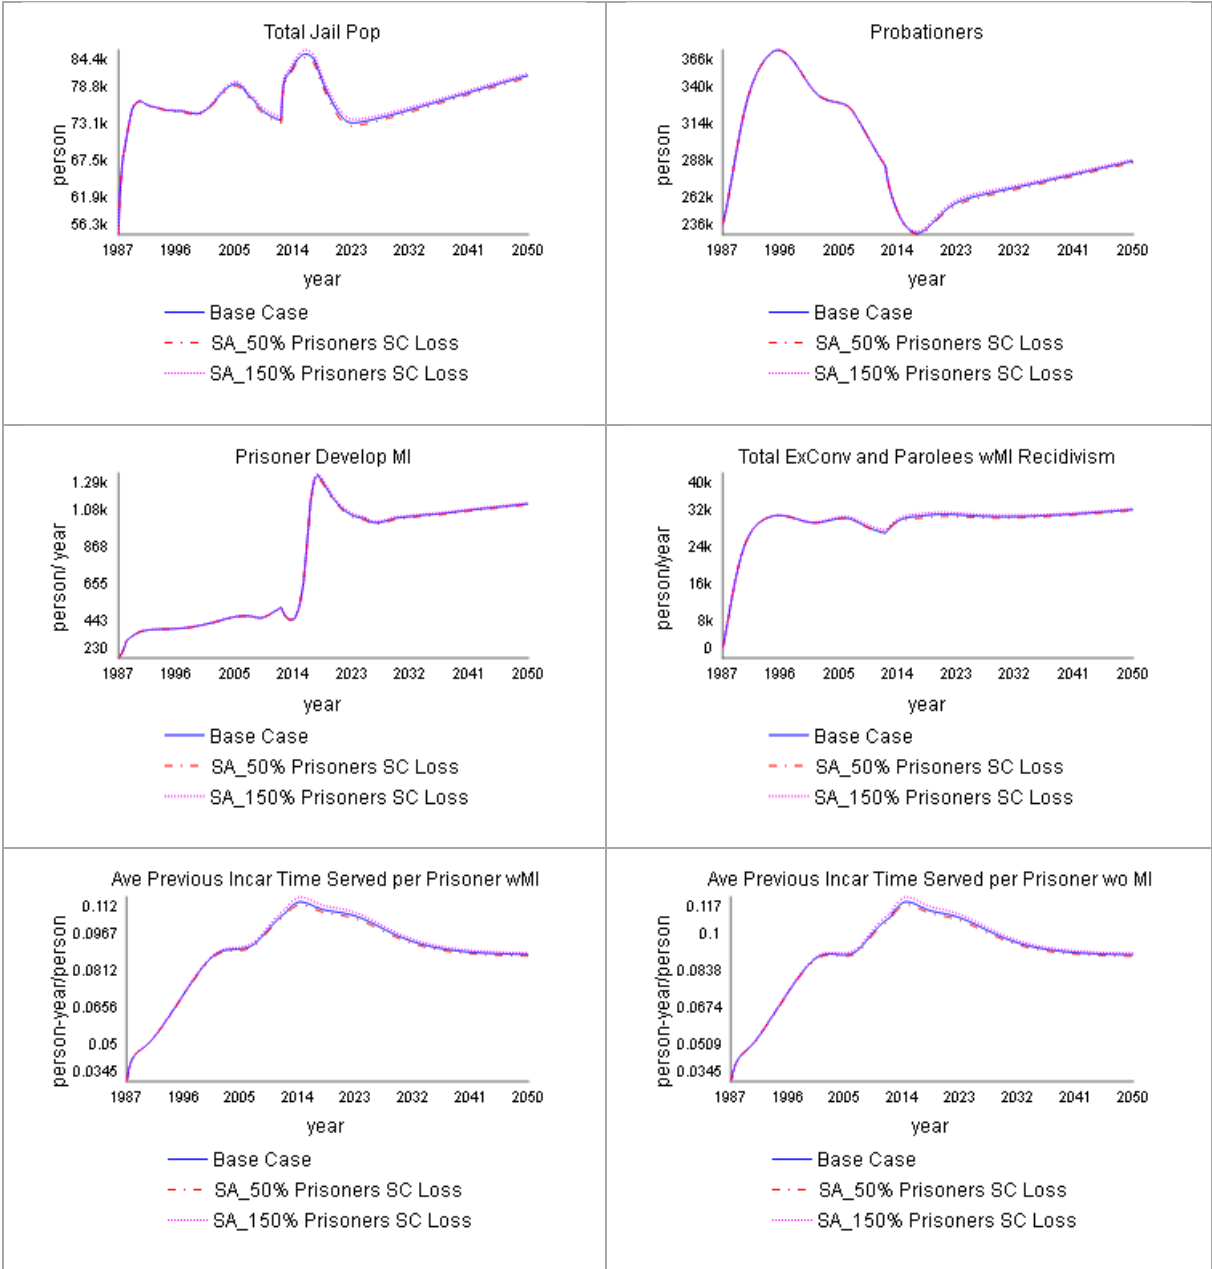 Total Jail Pop
84.4k
78.8k
73.1k
67.5k
61.9k
56.3k
person
1987 1996 2005 2014 2023 2032 2041 2050
year
Base Case
SA_50% Prisoners SC Loss
SA_150% Prisoners SC Loss
Probationers
366k
340k
314k
288k
262k
236k
person
1987 1996 2005 2014 2023 2032 2041 2050
year
Base Case
SA_50% Prisoners SC Loss
SA_150% Prisoners SC Loss
Prisoner Develop MI
1.29k
1.08k
868
655
443
230
person/ year
1987 1996 2005 2014 2023 2032 2041 2050
year
Base Case
SA_50% Prisoners SC Loss
SA_150% Prisoners SC Loss
Total ExConv and Parolees wMI Recidivism
40k
32k
24k
16k
8k
0
person/year
1987 1996 2005 2014 2023 2032 2041 2050
year
Base Case
SA_50% Prisoners SC Loss
SA_150% Prisoners SC Loss
Ave Previous Incar Time Served per Prisoner wMI
0.112
0.0967
0.0812
0.0656
0.05
0.0345
person-year/person
1987 1996 2005 2014 2023 2032 2041 2050
year
Base Case
SA_50% Prisoners SC Loss
SA_150% Prisoners SC Loss
Ave Previous Incar Time Served per Prisoner wo MI
0.117
0.1
0.0838
0.0674
0.0509
0.0345
person-year/person
1987 1996 2005 2014 2023 2032 2041 2050
year
Base Case
SA_50% Prisoners SC Loss
SA_150% Prisoners SC Loss